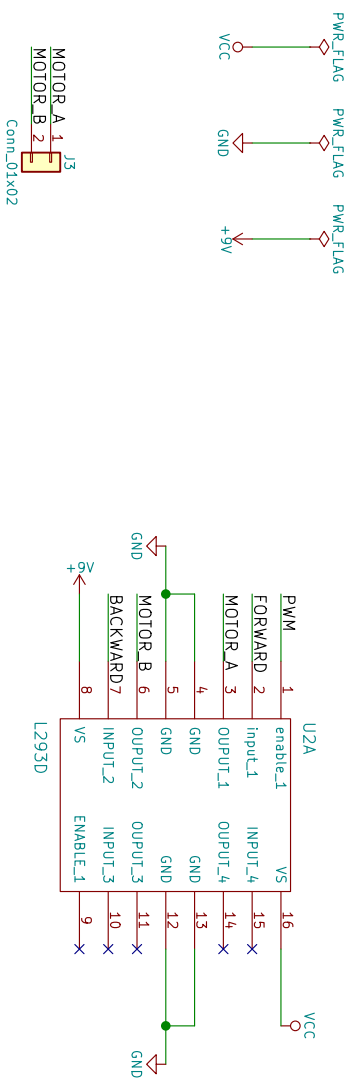 PWR_FLAG
PWR_FLAG
PWR_FLAG
VCC
GND
+9V
J3
MOTOR_A 1
MOTOR_B 2
Conn_01x02
U2A
PWM 1 enable_1
FORWARD 2 input_1
MOTOR_A 3 OUPUT_1
4 GND
GND 5 GND
MOTOR_B 6 OUPUT_2
BACKWARD 7 INPUT_2
+9V 8 VS
VS 16 VCC
INPUT_4 15
OUPUT_4 14
GND 13
GND 12 GND
OUPUT_3 11
INPUT_3 10
ENABLE_1 9
L293D